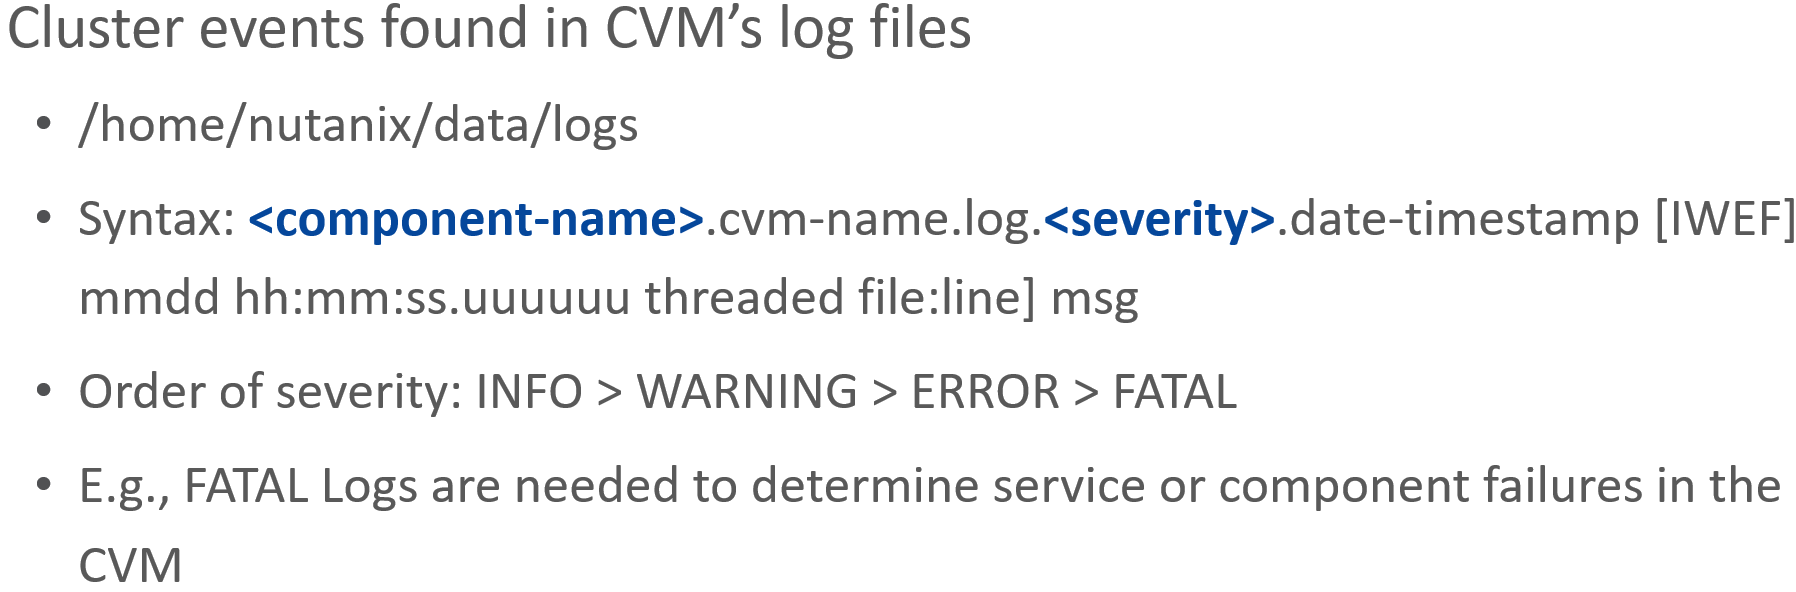 Cluster events found in CVM’s log files
• /home/nutanix/data/logs
• Syntax: <component-name>.cvm-name.log.<severity>.date-timestamp [IWEF]
mmdd hh:mm:ss.uuuuuu threaded file:line] msg
• Order of severity: INFO > WARNING > ERROR > FATAL
• E.g., FATAL Logs are needed to determine service or component failures in the
CVM